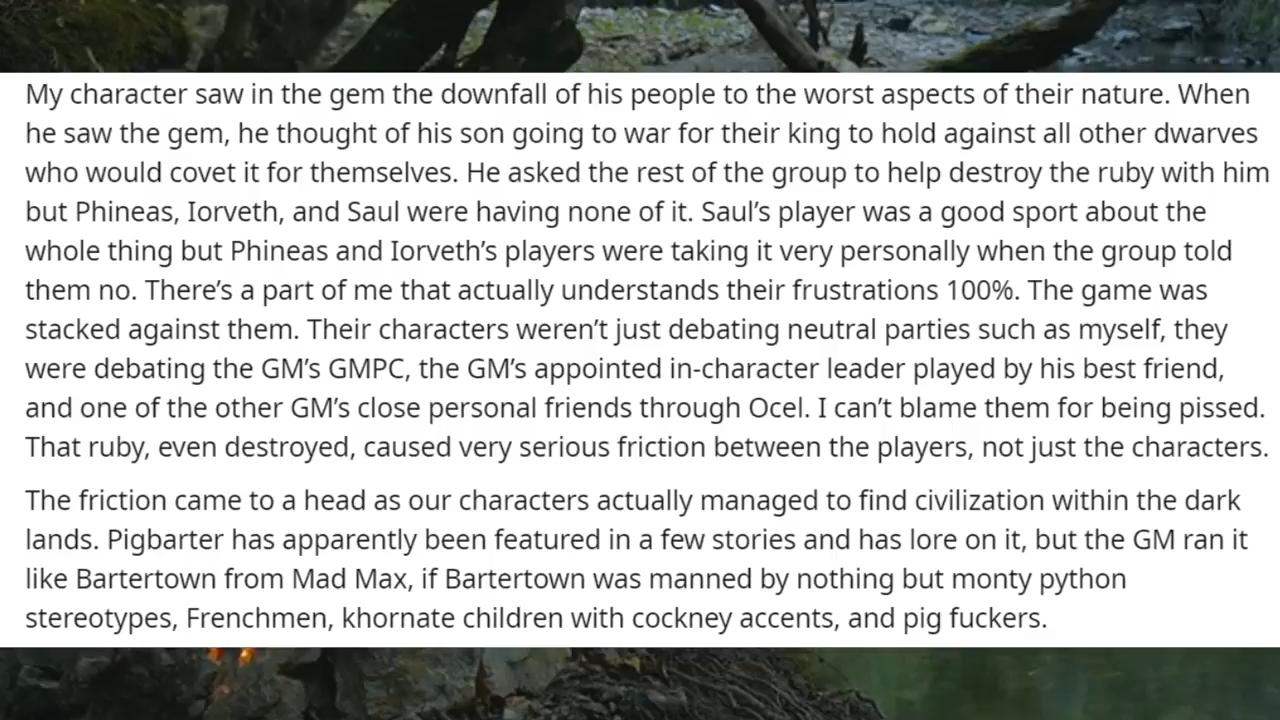 My character saw in the gem the downfall of his people to the worst aspects of their nature. When
he saw the gem, he thought of his son going to war for their king to hold against all other dwarves
who would covet it for themselves. He asked the rest of the group to help destroy the ruby with him
but Phineas, Iorveth, and Saul were having none of it. Saul’s player was a good sport about the
whole thing but Phineas and Iorveth’s players were taking it very personally when the group told
them no. There’s a part of me that actually understands their frustrations 100%. The game was
stacked against them. Their characters weren’t just debating neutral parties such as myself, they
were debating the GM’s GMPC, the GM’s appointed in-character leader played by his best friend,
and one of the other GM’s close personal friends through Ocel. I can’t blame them for being pissed.
That ruby, even destroyed, caused very serious friction between the players, not just the characters.
The friction came to a head as our characters actually managed to find civilization within the dark
lands. Pigbarter has apparently been featured in a few stories and has lore on it, but the GM ran it
like Bartertown from Mad Max, if Bartertown was manned by nothing but monty python
stereotypes, Frenchmen, khornate children with cockney accents, and pig fuckers.